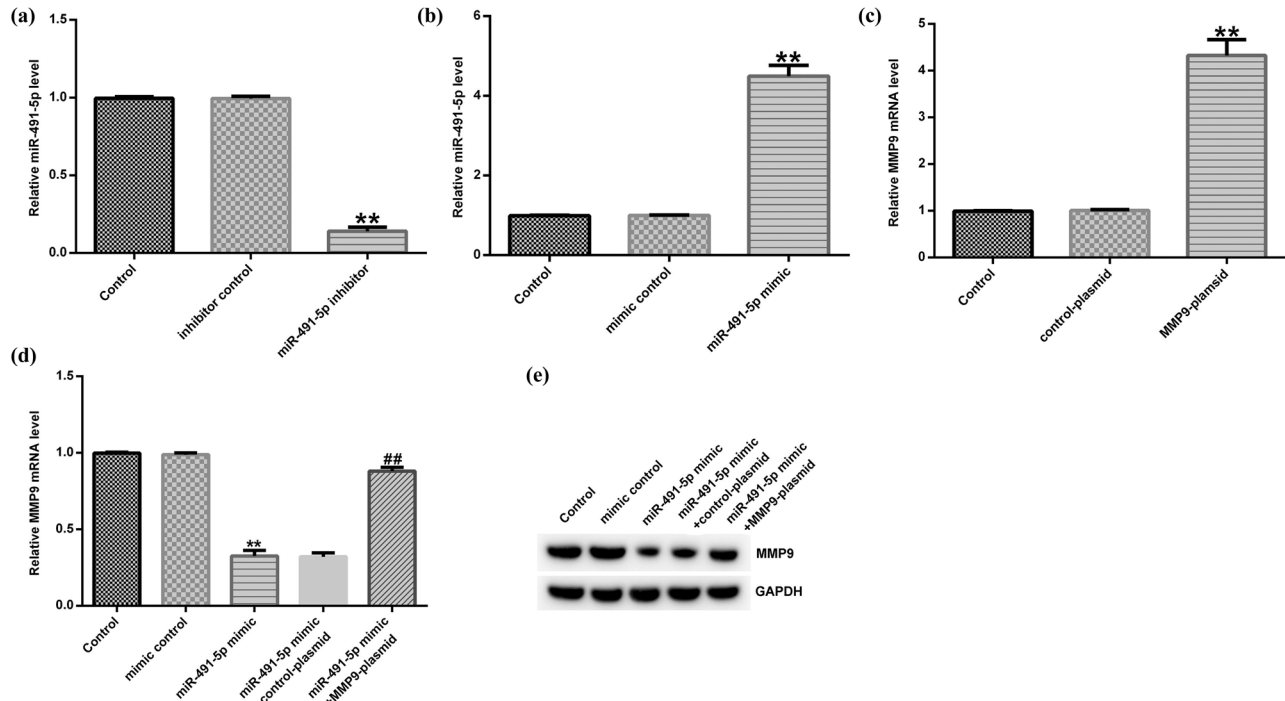 (a)
1.5
1.0
0.5
0.0
Relative miR-491-5p level
**
Control
inhibitor control
miR-491-5p inhibitor
(b)
6
4
2
0
Relative miR-491-5p level
**
Control
mimic control
miR-491-5p mimic
(c)
5
4
3
2
1
0
Relative MMP9 mRNA level
**
Control
control-plasmid
MMP9-plamsid
(d)
1.5
1.0
0.5
0.0
Relative MMP9 mRNA level
**
##
Control
mimic control
miR-491-5p mimic
miR-491-5p mimic
control-plasmid
miR-491-5p mimic
+MMP9-plasmid
(e)
Control
mimic control
miR-491-5p mimic
miR-491-5p mimic
+control-plasmid
miR-491-5p mimic
+MMP9-plasmid
MMP9
GAPDH